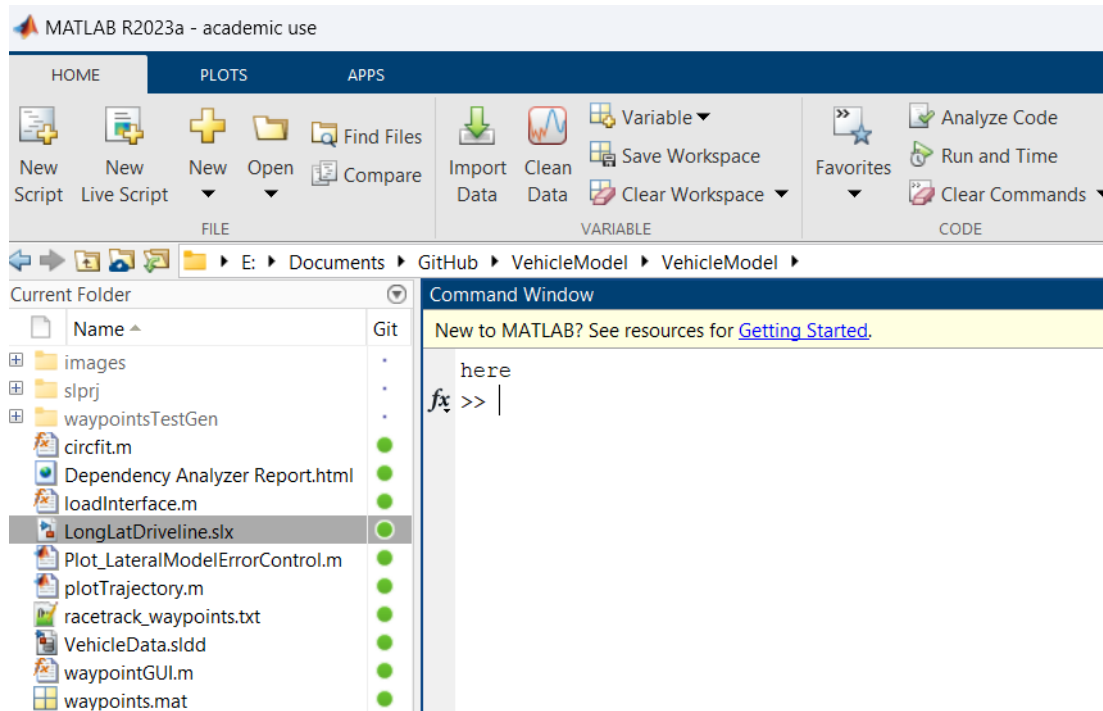 MATLAB R2023a - academic use
HOME PLOTS APPS
New Script
New Live Script
New
Open
Find Files
Compare
FILE
Import Data
Clean Data
Variable
Save Workspace
Clear Workspace
VARIABLE
Favorites
Analyze Code
Run and Time
Clear Commands
CODE
E: Documents GitHub VehicleModel VehicleModel
Current Folder
Name Git
images
slprj
waypointsTestGen
circfit.m
Dependency Analyzer Report.html
loadInterface.m
LongLatDriveline.slx
Plot_LateralModelErrorControl.m
plotTrajectory.m
racetrack_waypoints.txt
VehicleData.sldd
waypointGUI.m
waypoints.mat
Command Window
New to MATLAB? See resources for Getting Started.
here
fx >>